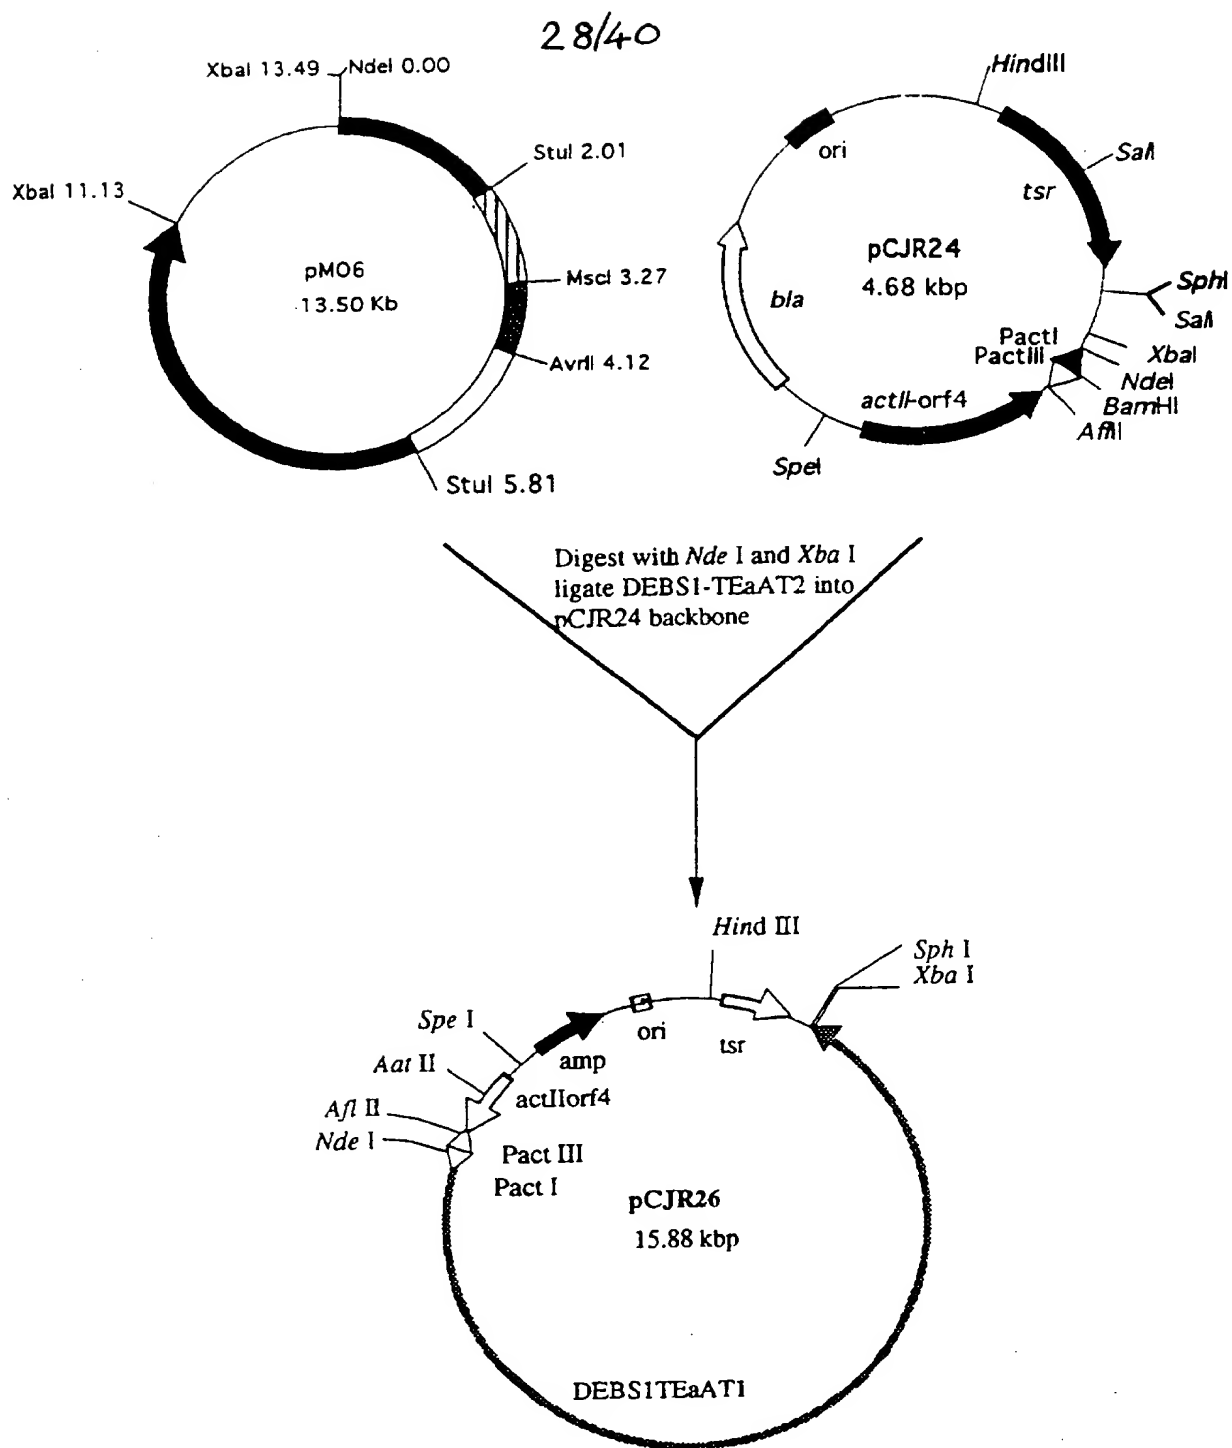 28/40
XbaI 13.49
NdeI 0.00
StuI 2.01
XbaI 11.13
pM06
13.50 Kb
MscI 3.27
AvrII 4.12
StuI 5.81
HindIII
ori
SalI
tsr
pCJR24
4.68 kbp
bla
SphI
SalI
PactI
PactIII
XbaI
NdeI
BamHI
AflII
actII-orf4
SpeI
Digest with Nde I and Xba I
ligate DEBS1-TEaAT2 into
pCJR24 backbone
Hind III
Sph I
Xba I
Spe I
ori
tsr
amp
Aat II
actIIorf4
Afl II
Nde I
Pact III
Pact I
pCJR26
15.88 kbp
DEBS1TEaAT1